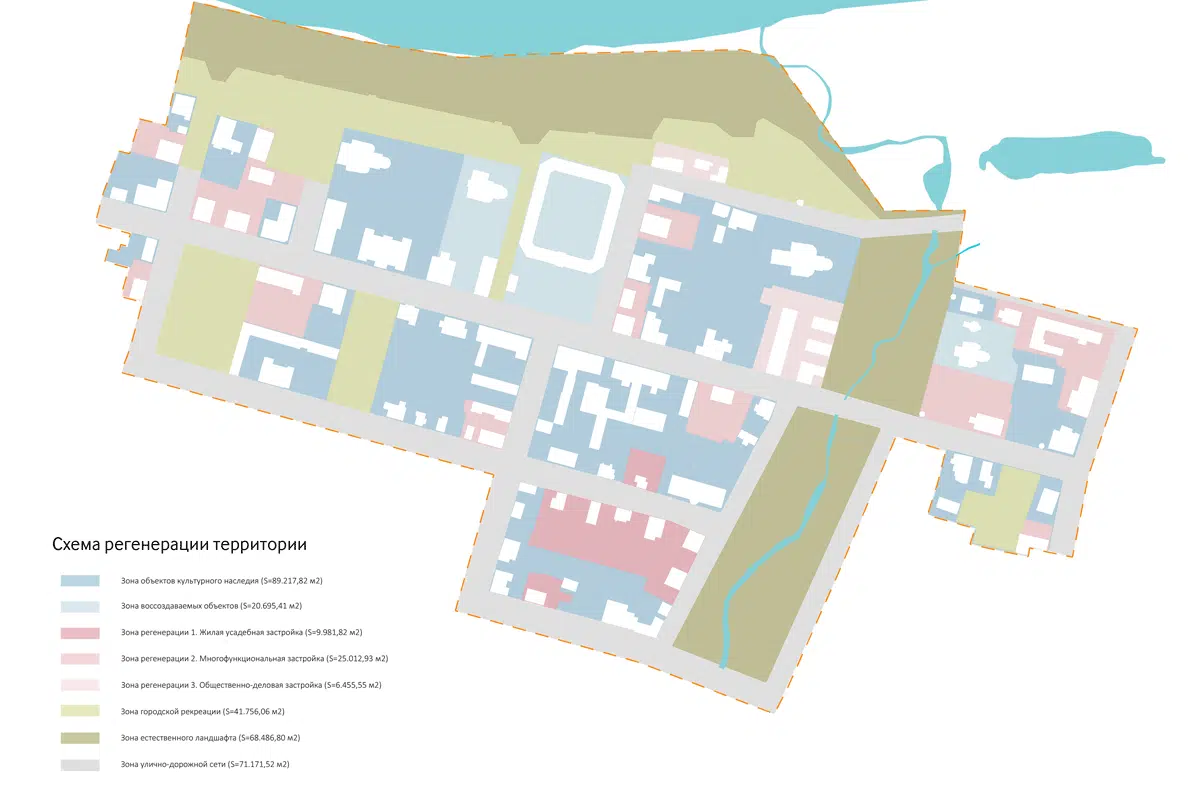 Схема регенерации территории
Зона объектов культурного наследия (S=89.217,82 м2)
Зона воссоздаваемых объектов (S=20.695,41 м2)
Зона регенерации 1. Жилая усадебная застройка (S=9.981,82 м2)
Зона регенерации 2. Многофункциональная застройка (S=25.012,93 м2)
Зона регенерации 3. Общественно-деловая застройка (S=6.455,55 м2)
Зона городской рекреации (S=41.756,06 м2)
Зона естественного ландшафта (S=68.486,80 м2)
Зона улично-дорожной сети (S=71.171,52 м2)